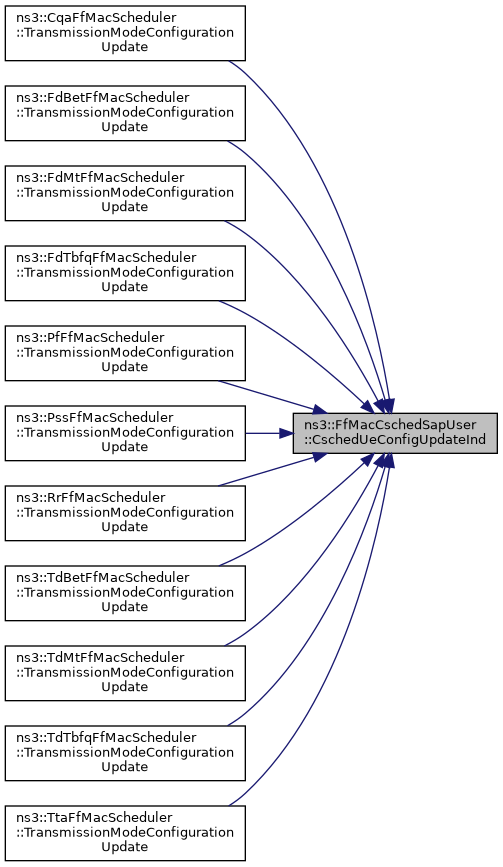 ns3::CqaFfMacScheduler
::TransmissionModeConfiguration
Update
ns3::FdBetFfMacScheduler
::TransmissionModeConfiguration
Update
ns3::FdMtFfMacScheduler
::TransmissionModeConfiguration
Update
ns3::FdTbfqFfMacScheduler
::TransmissionModeConfiguration
Update
ns3::PfFfMacScheduler
::TransmissionModeConfiguration
Update
ns3::PssFfMacScheduler
::TransmissionModeConfiguration
Update
ns3::RrFfMacScheduler
::TransmissionModeConfiguration
Update
ns3::TdBetFfMacScheduler
::TransmissionModeConfiguration
Update
ns3::TdMtFfMacScheduler
::TransmissionModeConfiguration
Update
ns3::TdTbfqFfMacScheduler
::TransmissionModeConfiguration
Update
ns3::TtaFfMacScheduler
::TransmissionModeConfiguration
Update
ns3::FfMacCschedSapUser
::CschedUeConfigUpdateInd